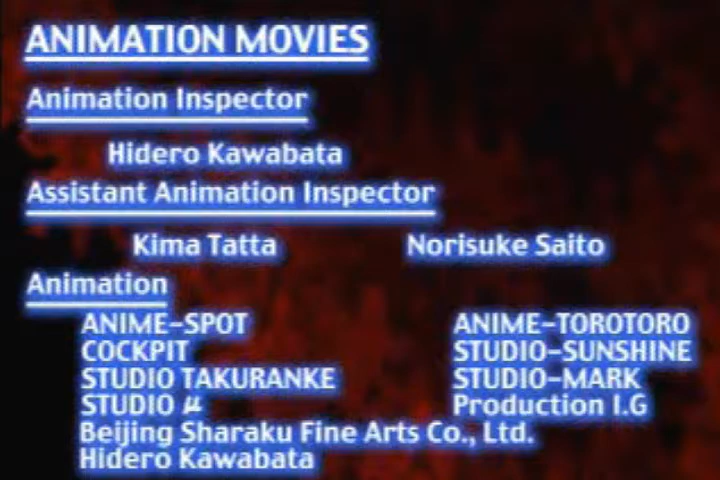 ANIMATION MOVIES
Animation Inspector
Hidero Kawabata
Assistant Animation Inspector
Kima Tatta Norisuke Saito
Animation
ANIME-SPOT ANIME-TOROTORO
COCKPIT STUDIO-SUNSHINE
STUDIO TAKURANKE STUDIO-MARK
STUDIO μ Production I.G
Beijing Sharaku Fine Arts Co., Ltd.
Hidero Kawabata